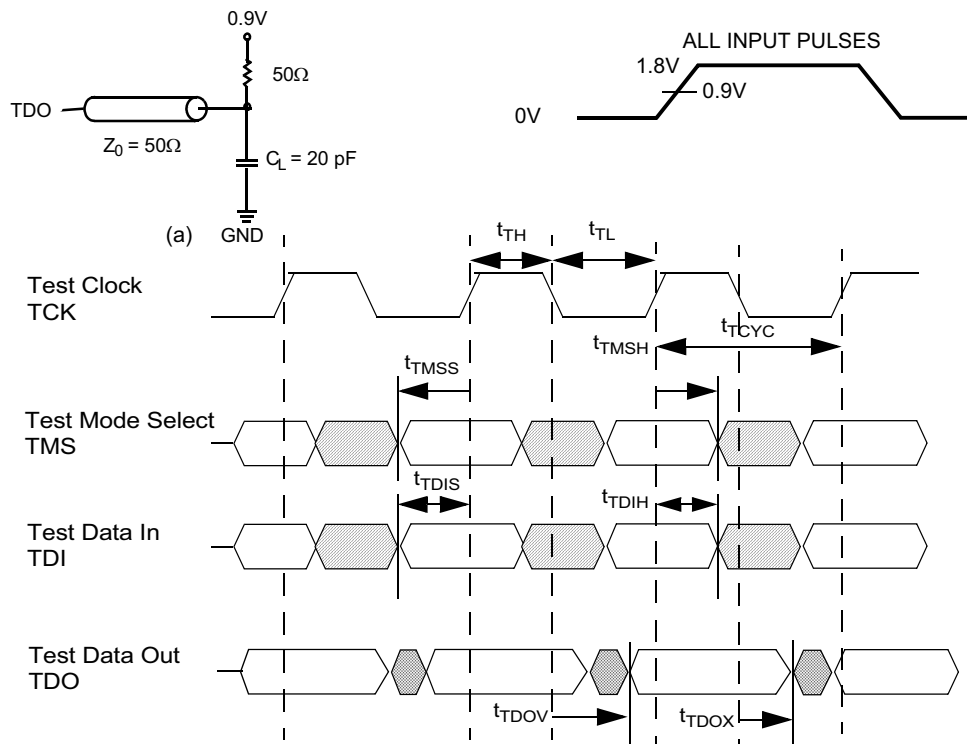 0.9V
50Ω
TDO
Z0 = 50Ω
CL = 20 pF
(a)
GND
ALL INPUT PULSES
1.8V
0.9V
0V
tTH
tTL
Test Clock
TCK
tTCYC
tTMSH
tTMSS
Test Mode Select
TMS
tTDIS
tTDIH
Test Data In
TDI
Test Data Out
TDO
tTDOV
tTDOX